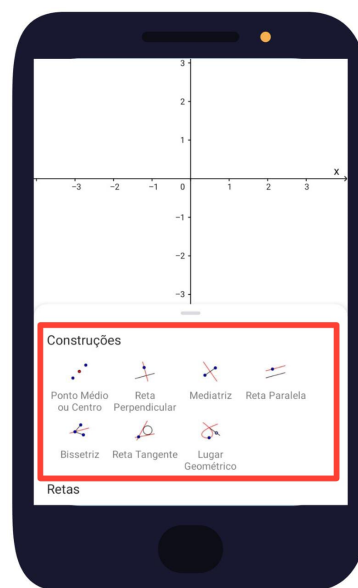 3
2
1
x
-3 -2 -1 0 1 2 3
-1
-2
-3
Construções
Ponto Médio
ou Centro
Reta
Perpendicular
Mediatriz
Reta Paralela
Bissetriz
Reta Tangente
Lugar
Geométrico
Retas